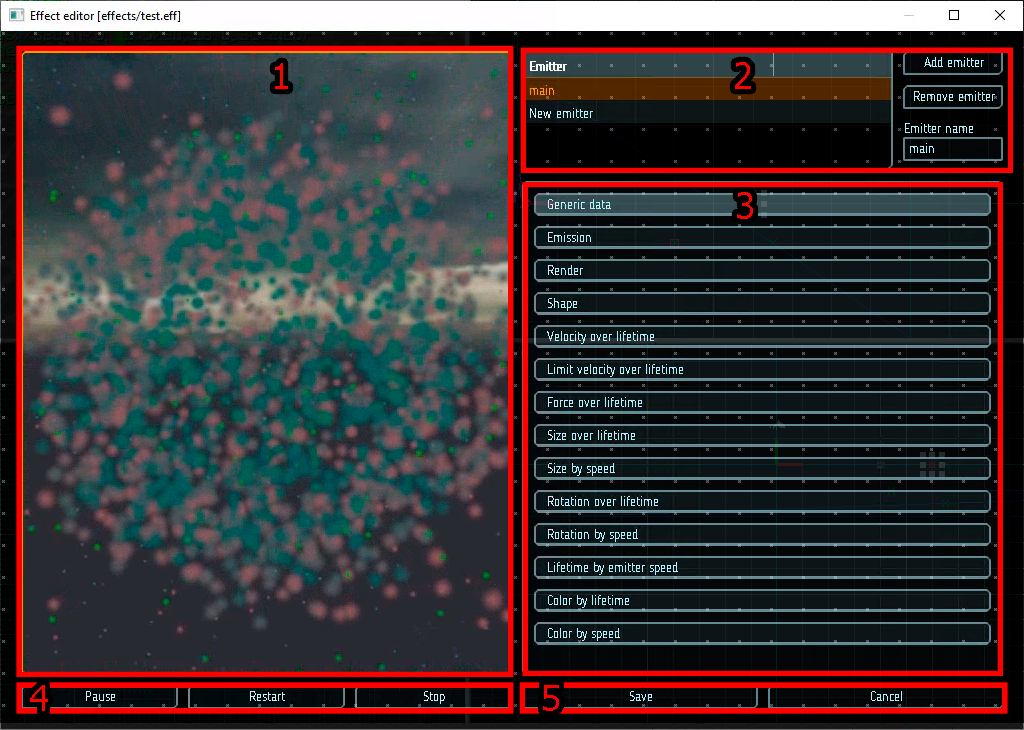 Effect editor [effects/test.eff]
1
Emitter
2
main
New emitter
Add emitter
Remove emitter
Emitter name
main
3
Generic data
Emission
Render
Shape
Velocity over lifetime
Limit velocity over lifetime
Force over lifetime
Size over lifetime
Size by speed
Rotation over lifetime
Rotation by speed
Lifetime by emitter speed
Color by lifetime
Color by speed
4 Pause Restart Stop
5 Save Cancel